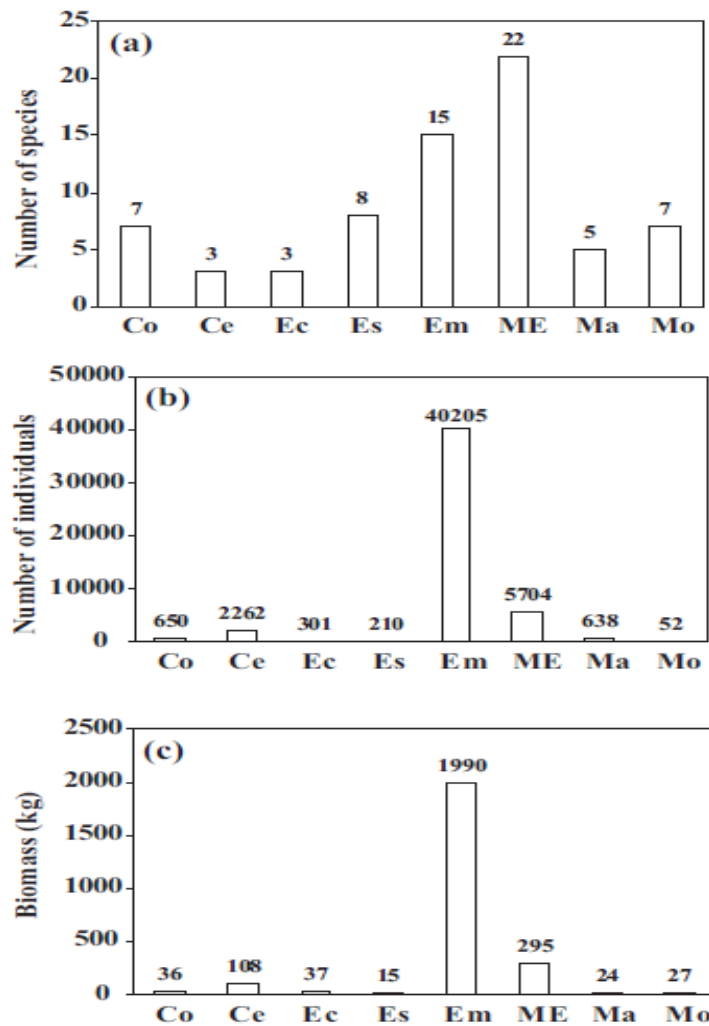 (a)
Number of species
25
20
15
10
5
0
7 3 3 8 15 22 5 7
Co Ce Ec Es Em ME Ma Mo
(b)
Number of individuals
50000
40000
30000
20000
10000
0
650 2262 301 210 40205 5704 638 52
Co Ce Ec Es Em ME Ma Mo
(c)
Biomass (kg)
2500
2000
1500
1000
500
0
36 108 37 15 1990 295 24 27
Co Ce Ec Es Em ME Ma Mo